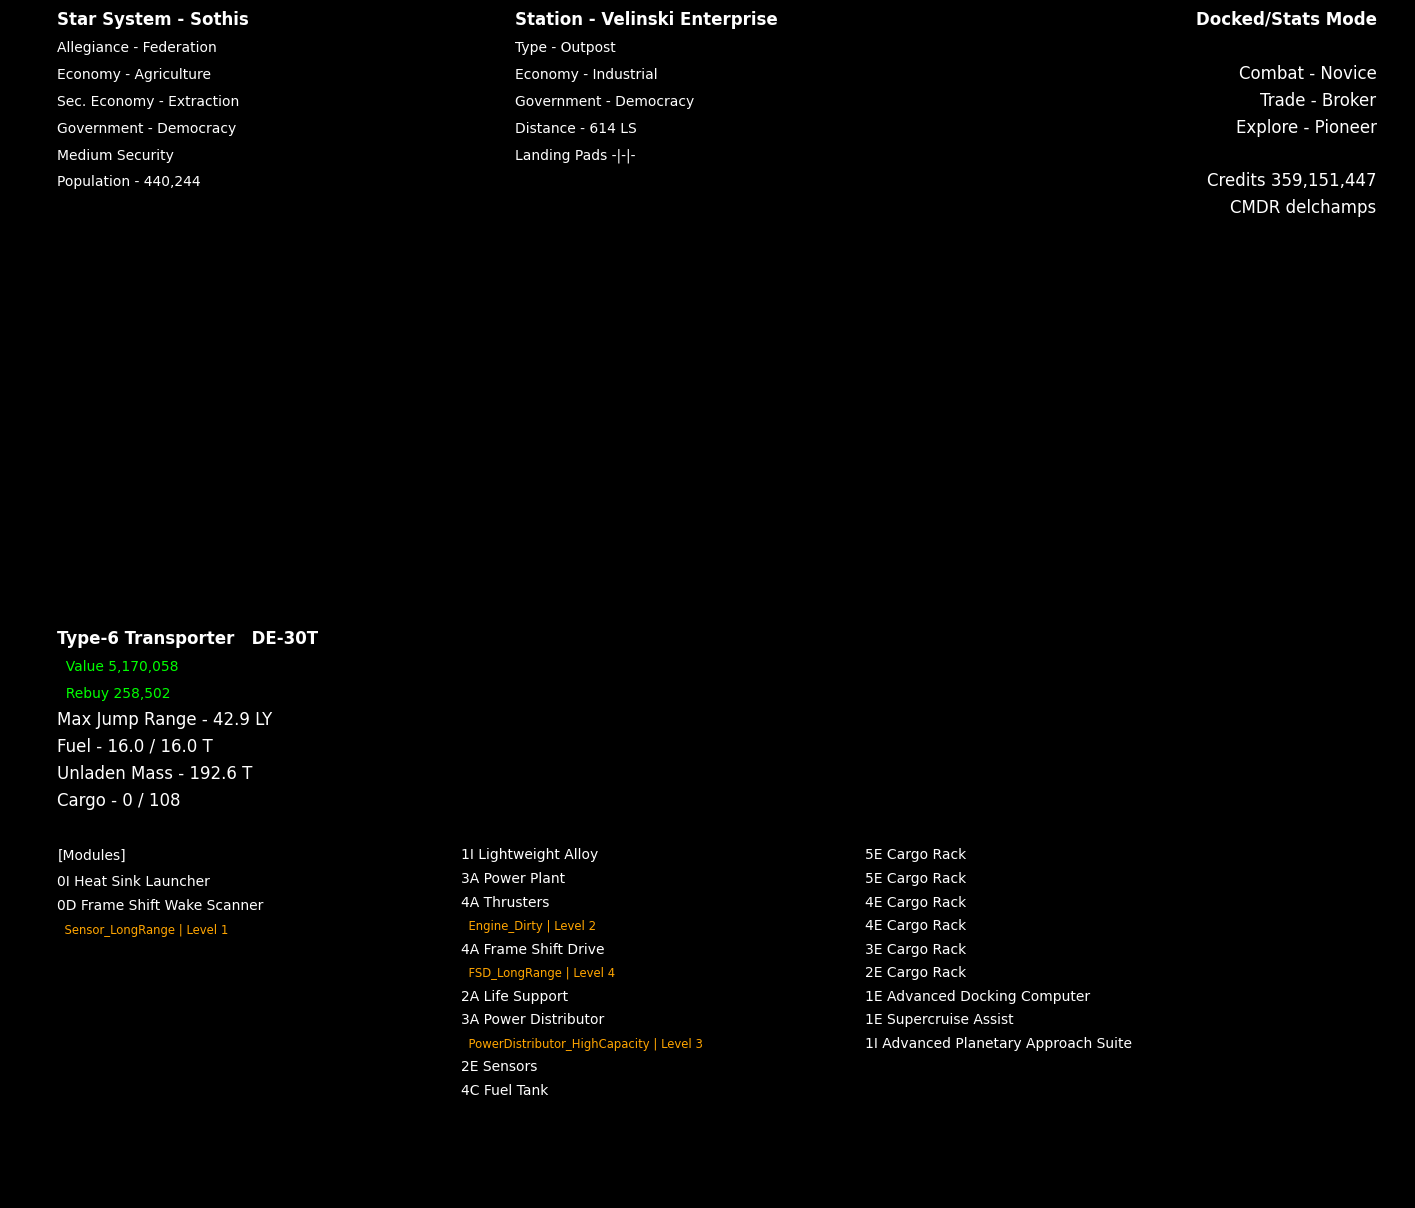 Star System - Sothis
Allegiance - Federation
Economy - Agriculture
Sec. Economy - Extraction
Government - Democracy
Medium Security
Population - 440,244
Station - Velinski Enterprise
Type - Outpost
Economy - Industrial
Government - Democracy
Distance - 614 LS
Landing Pads -|-|-
Docked/Stats Mode
Combat - Novice
Trade - Broker
Explore - Pioneer
Credits 359,151,447
CMDR delchamps
Type-6 Transporter   DE-30T
Value 5,170,058
Rebuy 258,502
Max Jump Range - 42.9 LY
Fuel - 16.0 / 16.0 T
Unladen Mass - 192.6 T
Cargo - 0 / 108
[Modules]
0I Heat Sink Launcher
0D Frame Shift Wake Scanner
Sensor_LongRange | Level 1
1I Lightweight Alloy
3A Power Plant
4A Thrusters
Engine_Dirty | Level 2
4A Frame Shift Drive
FSD_LongRange | Level 4
2A Life Support
3A Power Distributor
PowerDistributor_HighCapacity | Level 3
2E Sensors
4C Fuel Tank
5E Cargo Rack
5E Cargo Rack
4E Cargo Rack
4E Cargo Rack
3E Cargo Rack
2E Cargo Rack
1E Advanced Docking Computer
1E Supercruise Assist
1I Advanced Planetary Approach Suite